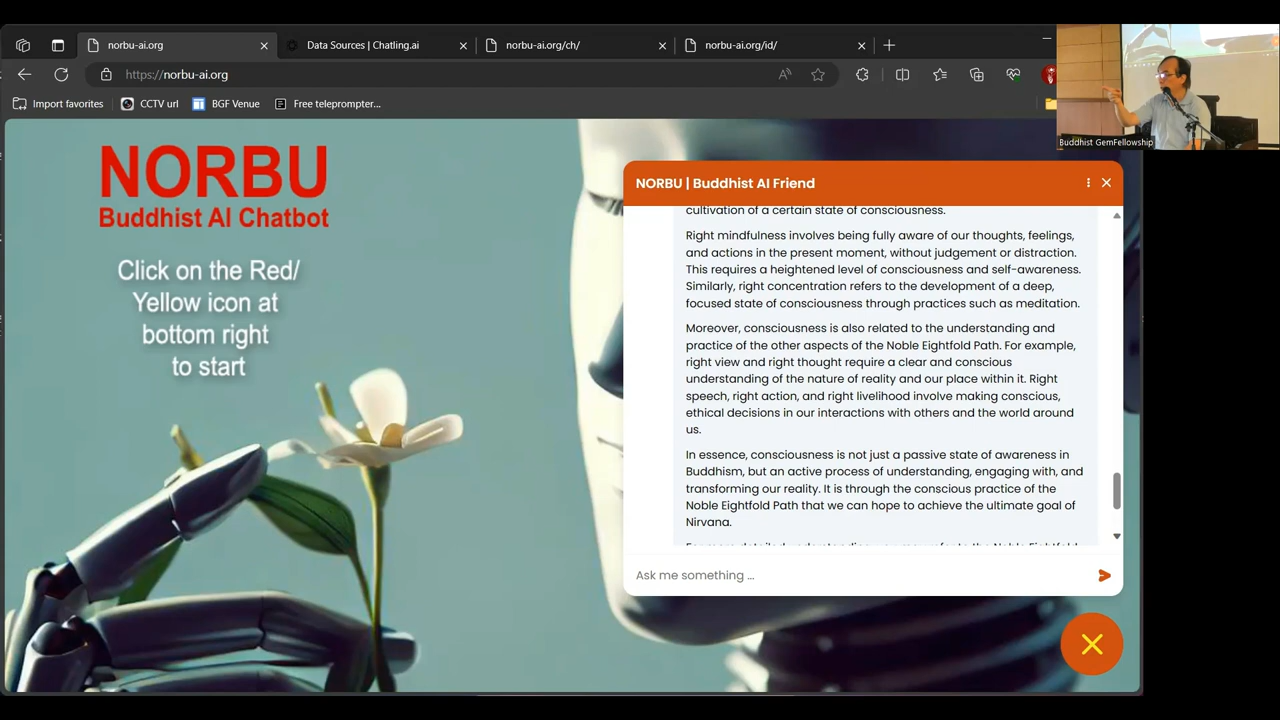 norbu-ai.org
Data Sources | Chatling.ai
norbu-ai.org/ch/
norbu-ai.org/id/
https://norbu-ai.org
Import favorites
CCTV url
BGF Venue
Free teleprompter...
Buddhist GemFellowship
NORBU
Buddhist AI Chatbot
Click on the Red/
Yellow icon at
bottom right
to start
NORBU | Buddhist AI Friend
cultivation of a certain state of consciousness.
Right mindfulness involves being fully aware of our thoughts, feelings,
and actions in the present moment, without judgement or distraction.
This requires a heightened level of consciousness and self-awareness.
Similarly, right concentration refers to the development of a deep,
focused state of consciousness through practices such as meditation.
Moreover, consciousness is also related to the understanding and
practice of the other aspects of the Noble Eightfold Path. For example,
right view and right thought require a clear and conscious
understanding of the nature of reality and our place within it. Right
speech, right action, and right livelihood involve making conscious,
ethical decisions in our interactions with others and the world around
us.
In essence, consciousness is not just a passive state of awareness in
Buddhism, but an active process of understanding, engaging with, and
transforming our reality. It is through the conscious practice of the
Noble Eightfold Path that we can hope to achieve the ultimate goal of
Nirvana.
Ask me something ...